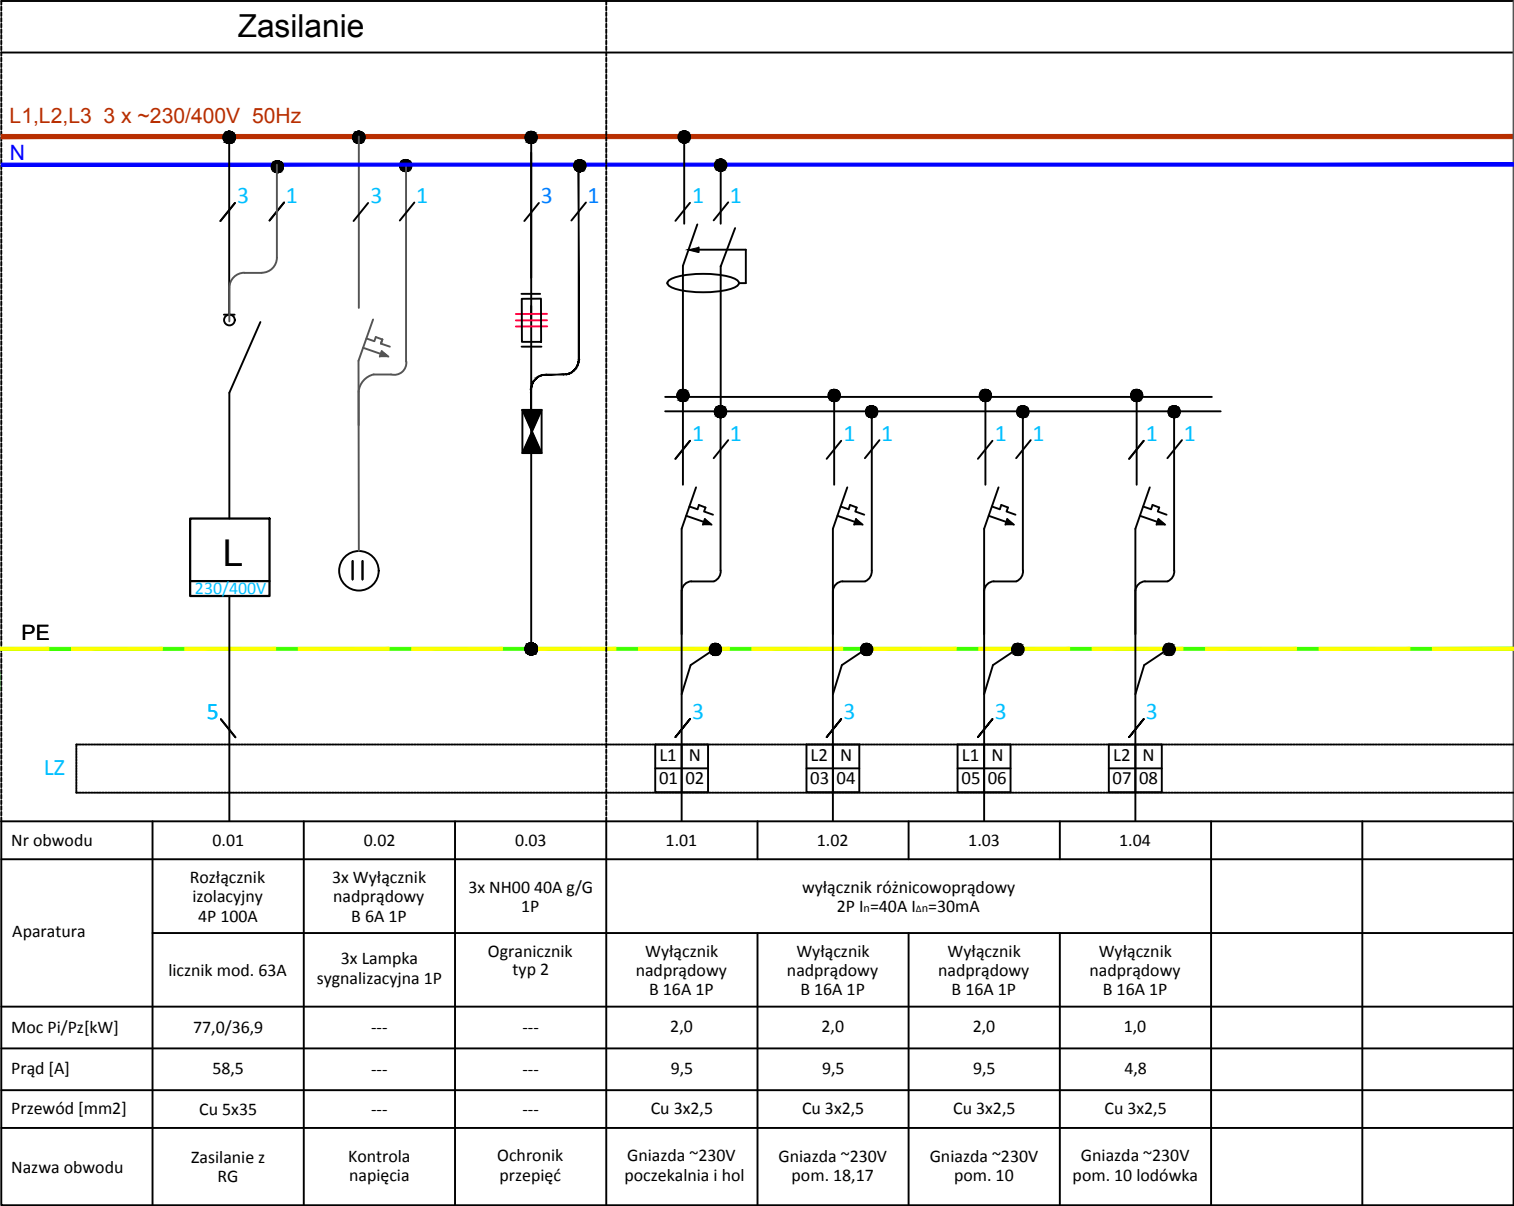 Zasilanie
L1,L2,L3 3 x ~230/400V 50Hz
N
3 1 3 1 3 1 1 1
1 1 1 1 1 1 1 1
L
230/400V
PE
5 3 3 3 3
LZ
L1 N L2 N L1 N L2 N
01 02 03 04 05 06 07 08
Nr obwodu 0.01 0.02 0.03 1.01 1.02 1.03 1.04
Aparatura
Rozłącznik
izolacyjny
4P 100A
3x Wyłącznik
nadprądowy
B 6A 1P
3x NH00 40A g/G
1P
wyłącznik różnicowoprądowy
2P In=40A IΔn=30mA
licznik mod. 63A
3x Lampka
sygnalizacyjna 1P
Ogranicznik
typ 2
Wyłącznik
nadprądowy
B 16A 1P
Wyłącznik
nadprądowy
B 16A 1P
Wyłącznik
nadprądowy
B 16A 1P
Wyłącznik
nadprądowy
B 16A 1P
Moc Pi/Pz[kW] 77,0/36,9 --- --- 2,0 2,0 2,0 1,0
Prąd [A] 58,5 --- --- 9,5 9,5 9,5 4,8
Przewód [mm2] Cu 5x35 --- --- Cu 3x2,5 Cu 3x2,5 Cu 3x2,5 Cu 3x2,5
Nazwa obwodu
Zasilanie z
RG
Kontrola
napięcia
Ochronik
przepięć
Gniazda ~230V
poczekalnia i hol
Gniazda ~230V
pom. 18,17
Gniazda ~230V
pom. 10
Gniazda ~230V
pom. 10 lodówka